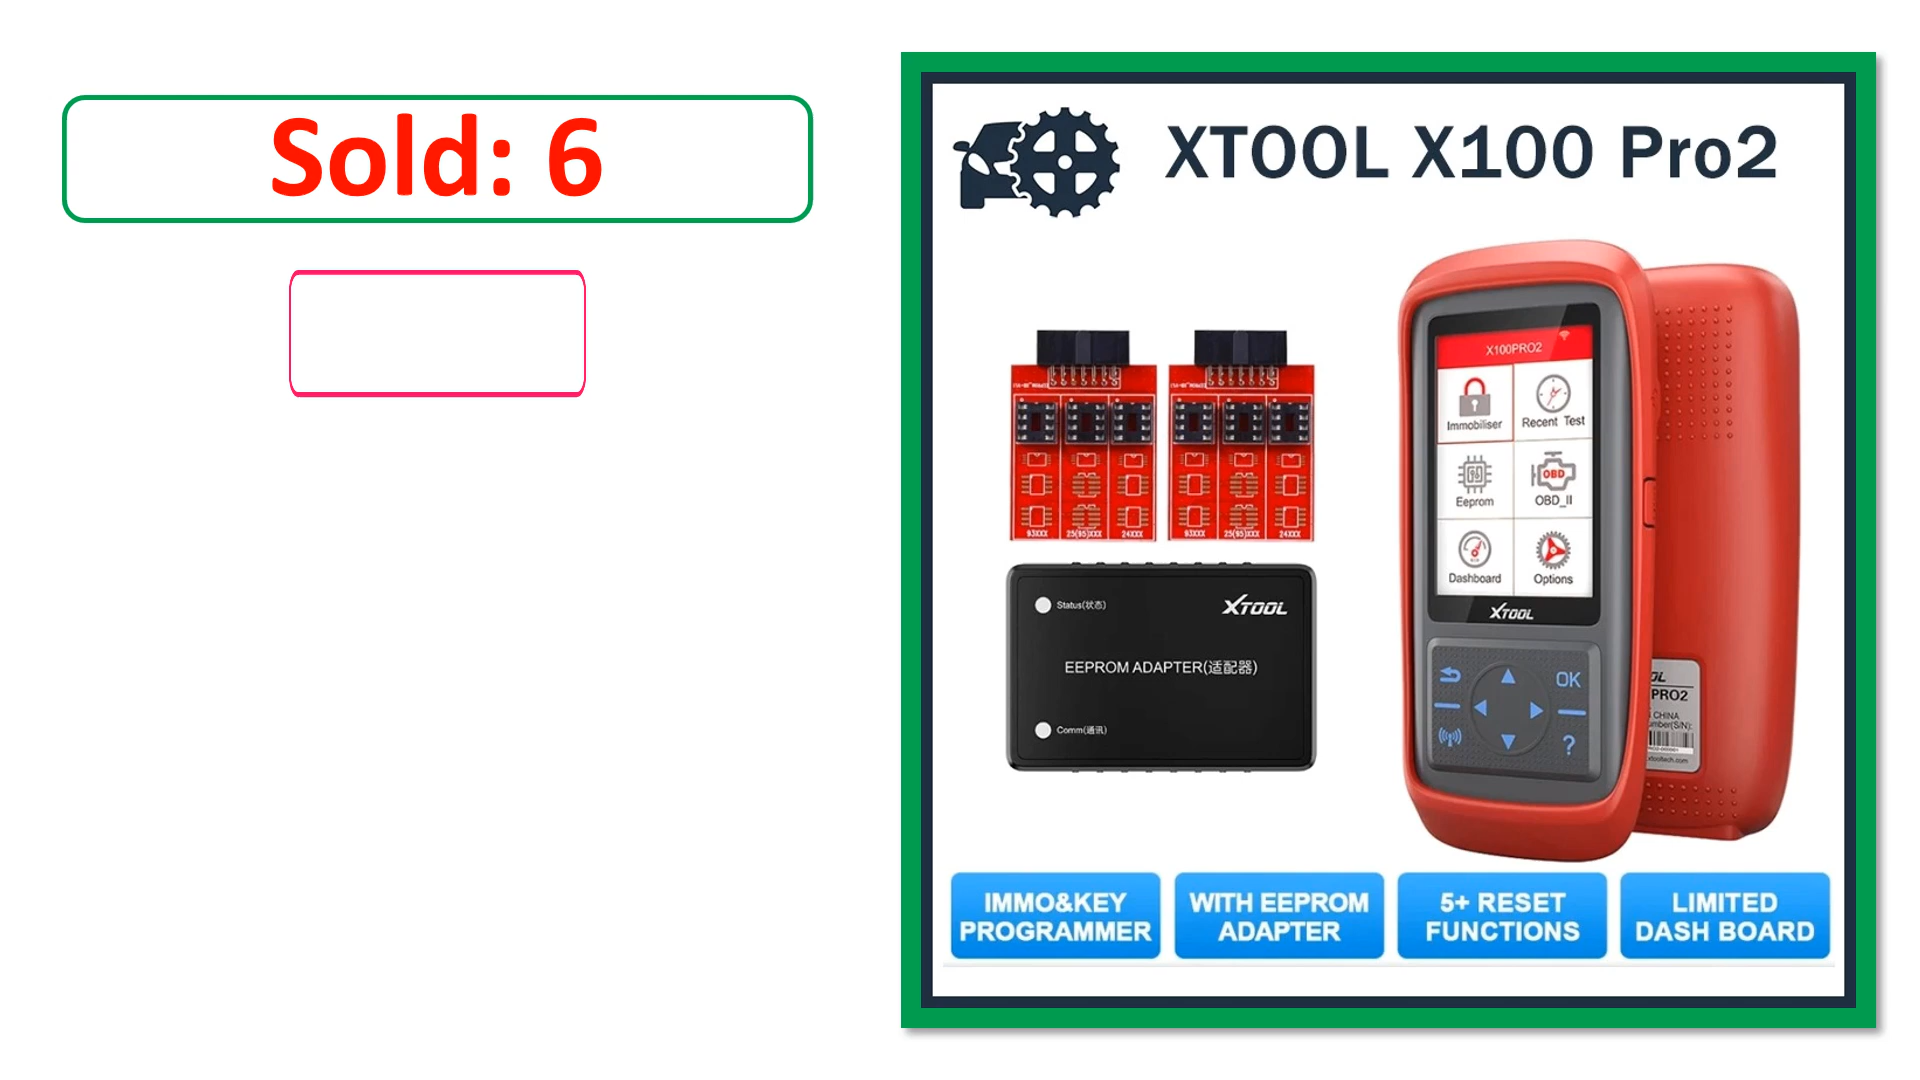 Sold: 6
XTOOL X100 Pro2
X100PRO2
Immobiliser
Recent Test
Eeprom
OBD
OBD_II
Dashboard
Options
XTOOL
OK
?
PRO2
CHINA
93XXX
25(95)XXX
24XXX
93XXX
25(95)XXX
24XXX
Status(状态)
XTOOL
EEPROM ADAPTER(适配器)
Comm(通讯)
IMMO&KEY
PROGRAMMER
WITH EEPROM
ADAPTER
5+ RESET
FUNCTIONS
LIMITED
DASH BOARD